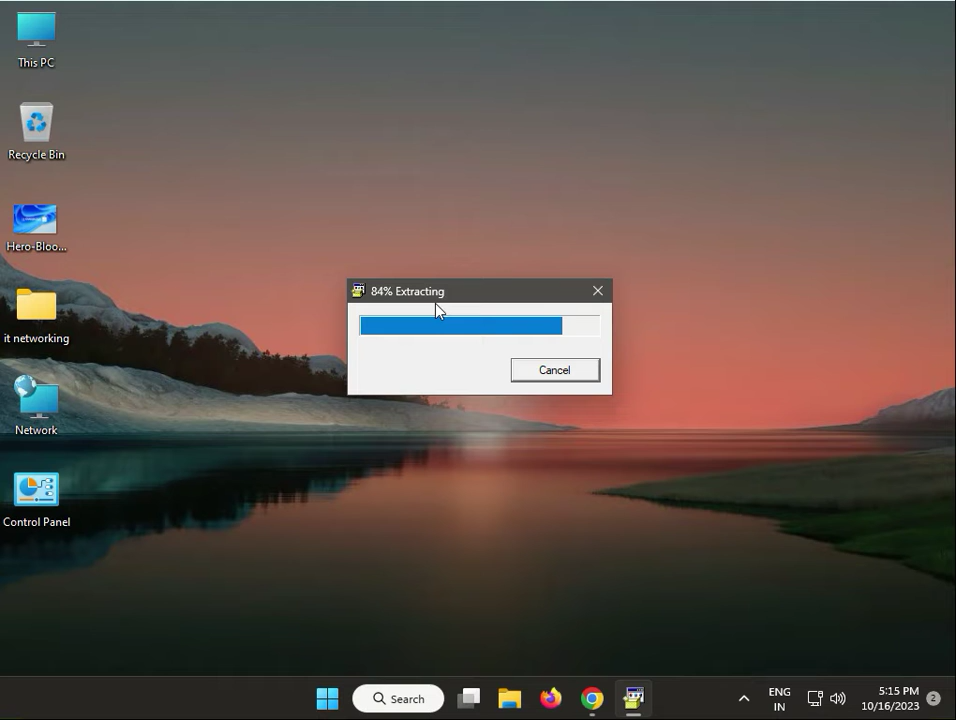 This PC
Recycle Bin
Hero-Bloo...
it networking
Network
Control Panel
84% Extracting
Cancel
Search
ENG
IN
5:15 PM
10/16/2023
2